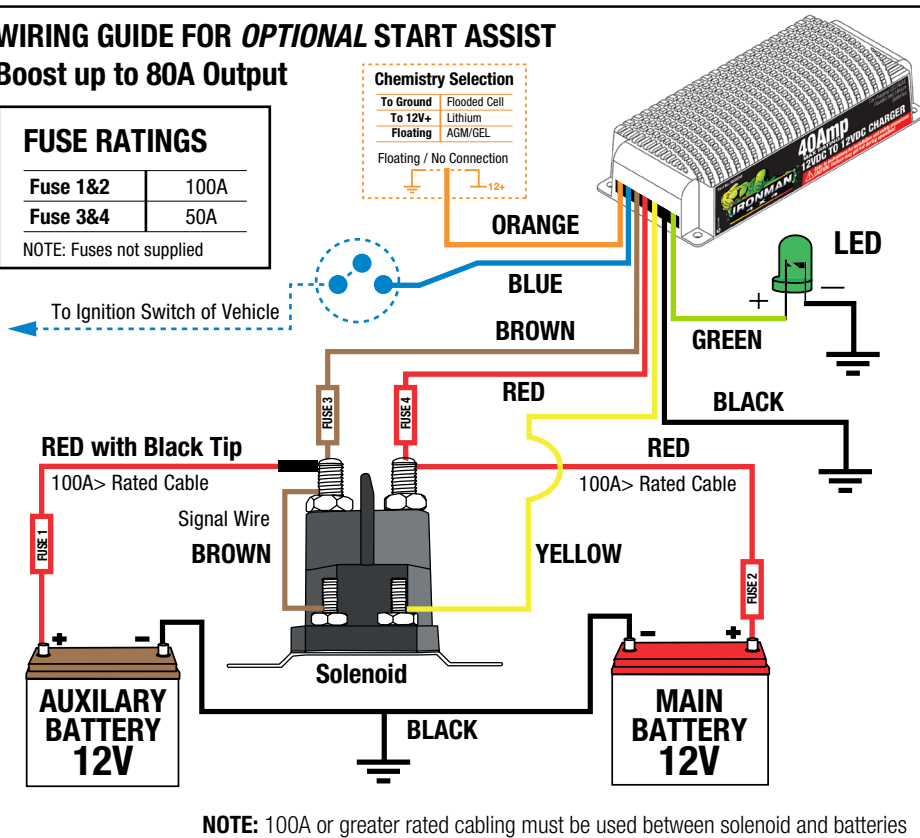 WIRING GUIDE FOR OPTIONAL START ASSIST
Boost up to 80A Output
FUSE RATINGS
Fuse 1&2 100A
Fuse 3&4 50A
NOTE: Fuses not supplied
Chemistry Selection
To Ground Flooded Cell
To 12V+ Lithium
Floating AGM/GEL
Floating / No Connection
12+
40Amp
12VDC TO 12VDC CHARGER
IRONMAN
4x4
ORANGE
BLUE
To Ignition Switch of Vehicle
LED
+ –
GREEN
BROWN
RED
BLACK
FUSE 3
FUSE 4
RED with Black Tip
100A> Rated Cable
RED
100A> Rated Cable
Signal Wire
BROWN
YELLOW
FUSE 1
FUSE 2
Solenoid
+ –
– +
AUXILARY
BATTERY
12V
BLACK
MAIN
BATTERY
12V
NOTE: 100A or greater rated cabling must be used between solenoid and batteries